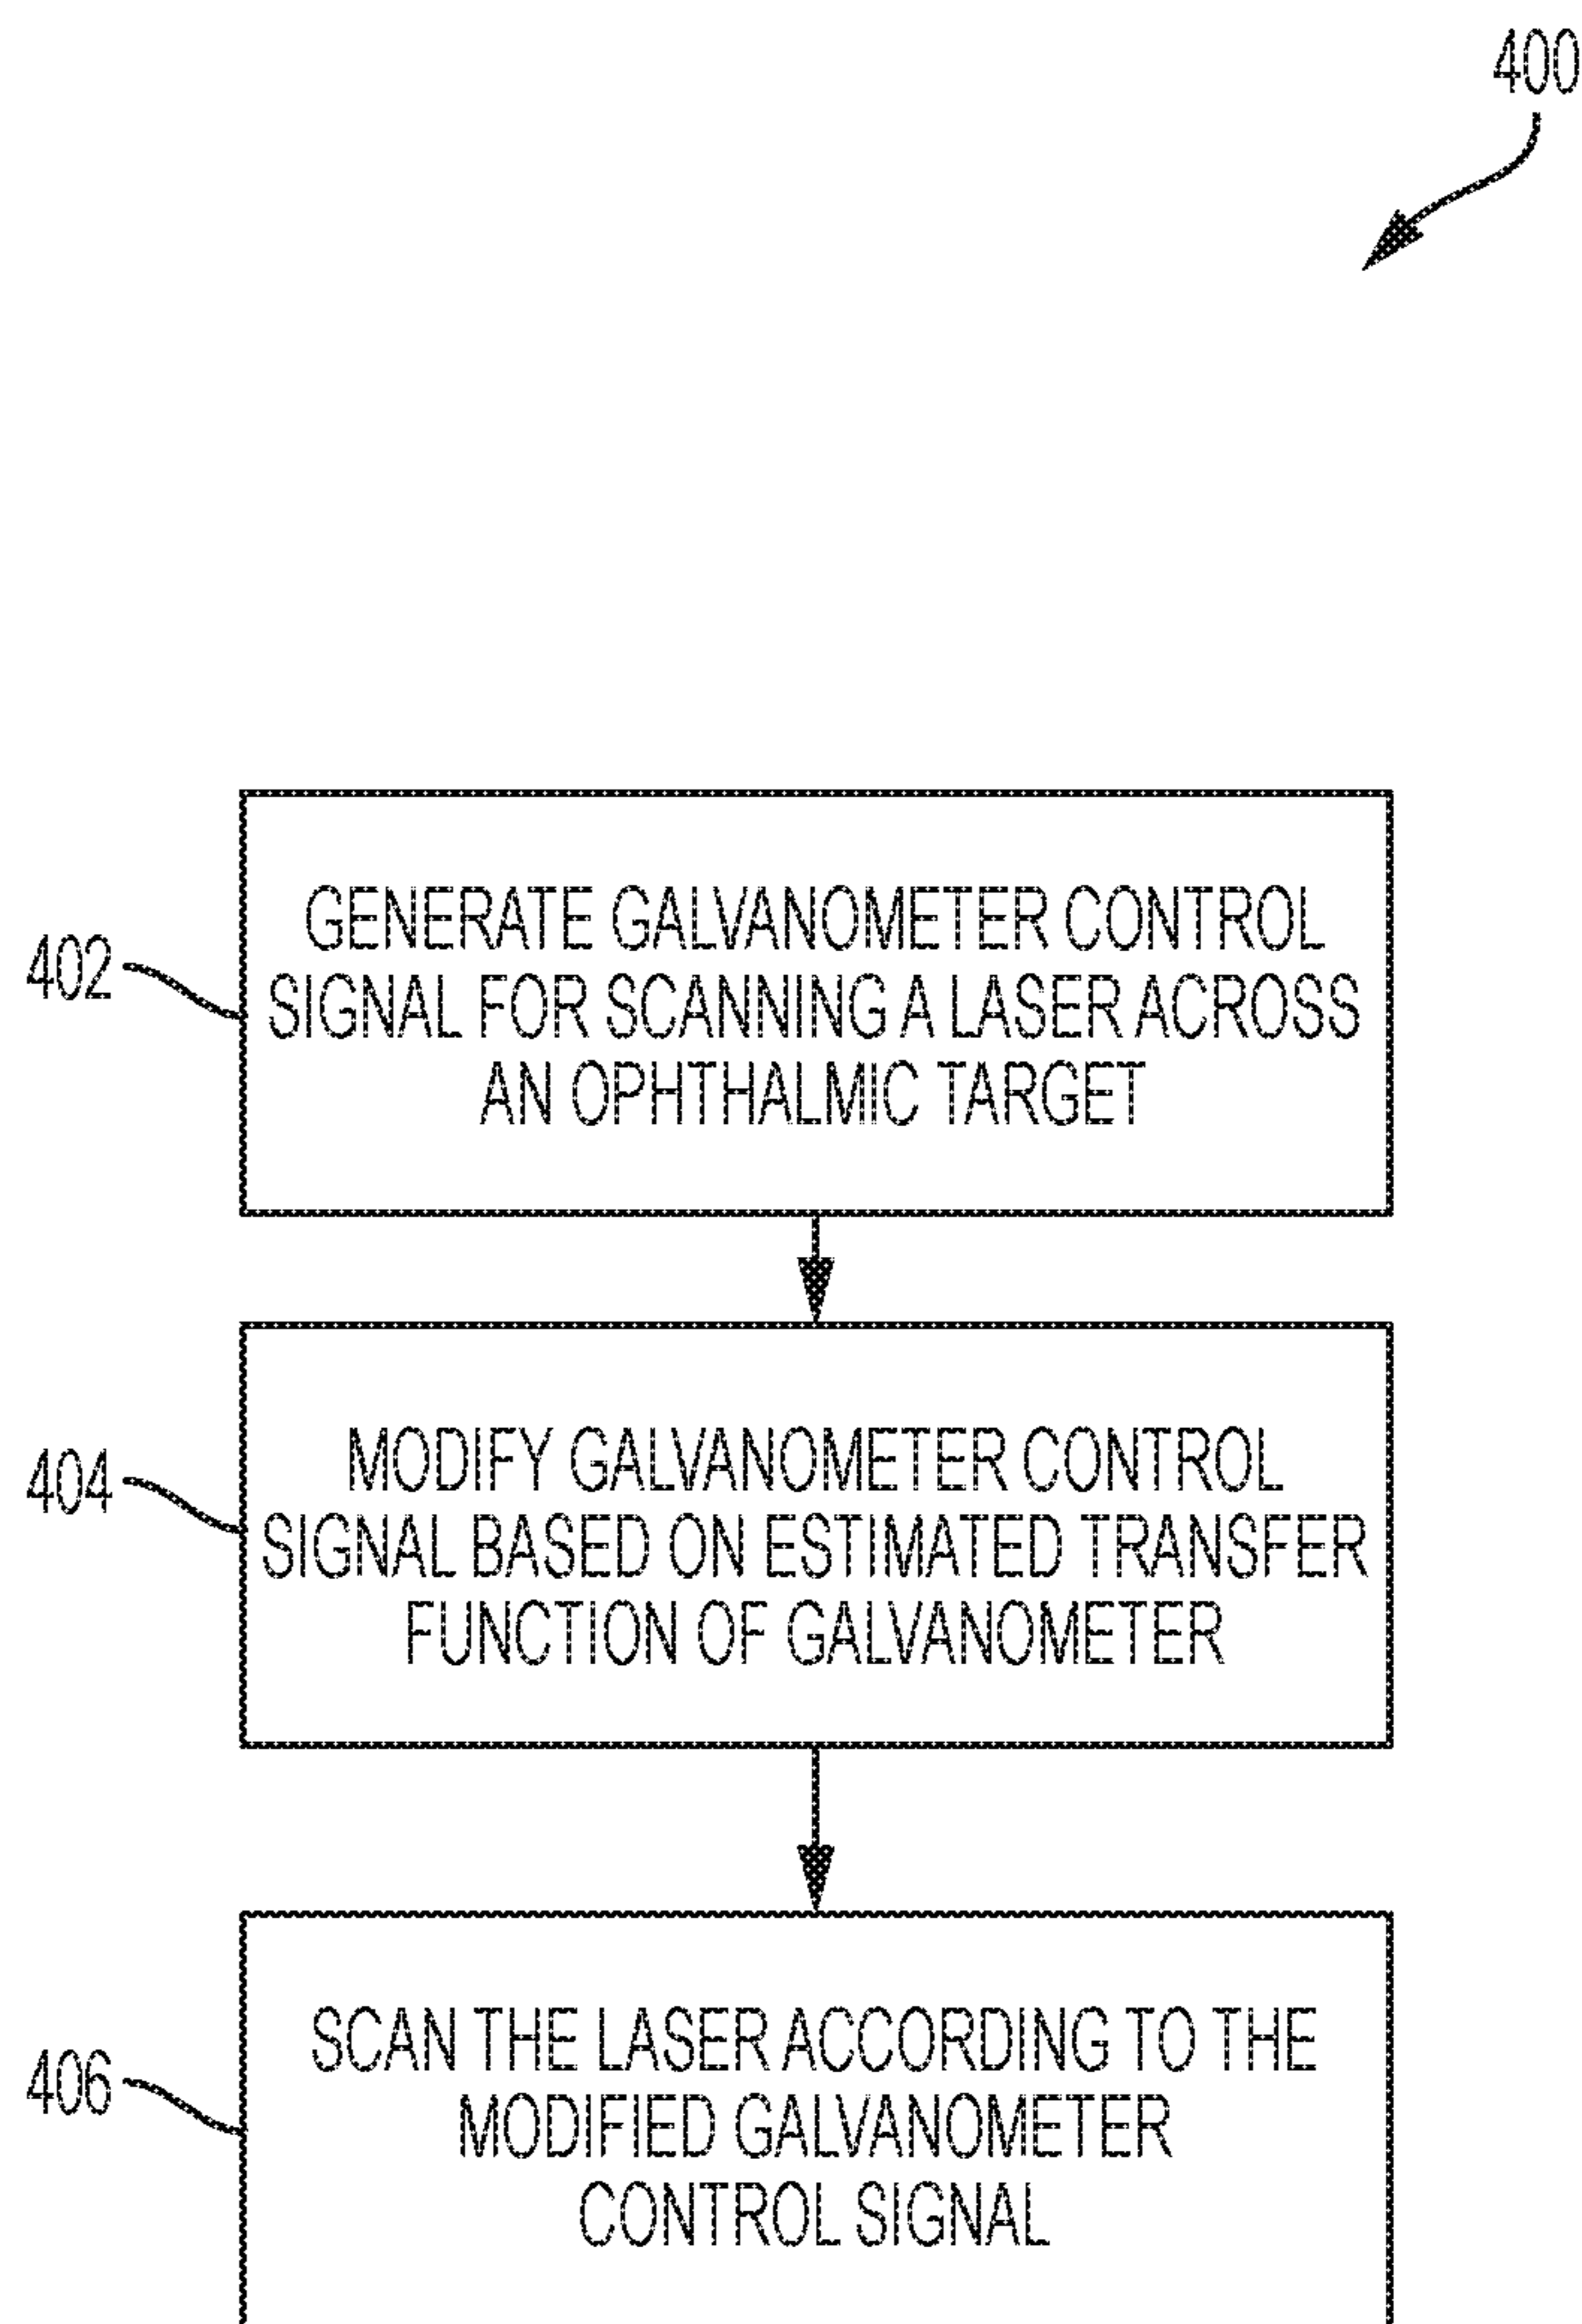 400
402
GENERATE GALVANOMETER CONTROL
SIGNAL FOR SCANNING A LASER ACROSS
AN OPHTHALMIC TARGET
404
MODIFY GALVANOMETER CONTROL
SIGNAL BASED ON ESTIMATED TRANSFER
FUNCTION OF GALVANOMETER
406
SCAN THE LASER ACCORDING TO THE
MODIFIED GALVANOMETER
CONTROL SIGNAL